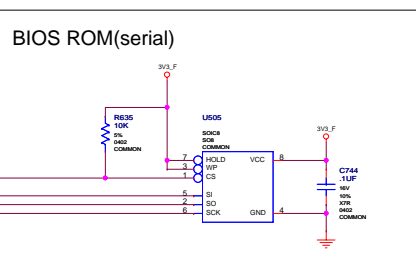 BIOS ROM(serial)
3V3_F
R635
10K
5%
0402
COMMON
U505
SOIC8
SO8
COMMON
7 HOLD VCC 8
3 WP
1 CS
5 SI
2 SO
6 SCK GND 4
3V3_F
C744
.1UF
16V
10%
X7R
0402
COMMON